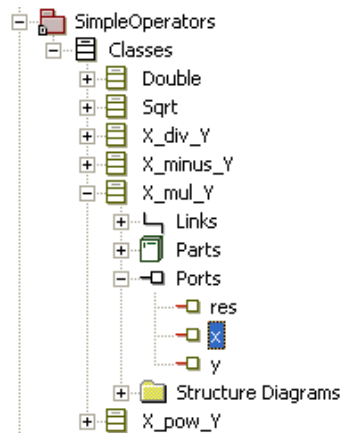 SimpleOperators
Classes
Double
Sqrt
X_div_Y
X_minus_Y
X_mul_Y
Links
Parts
Ports
res
x
y
Structure Diagrams
X_pow_Y